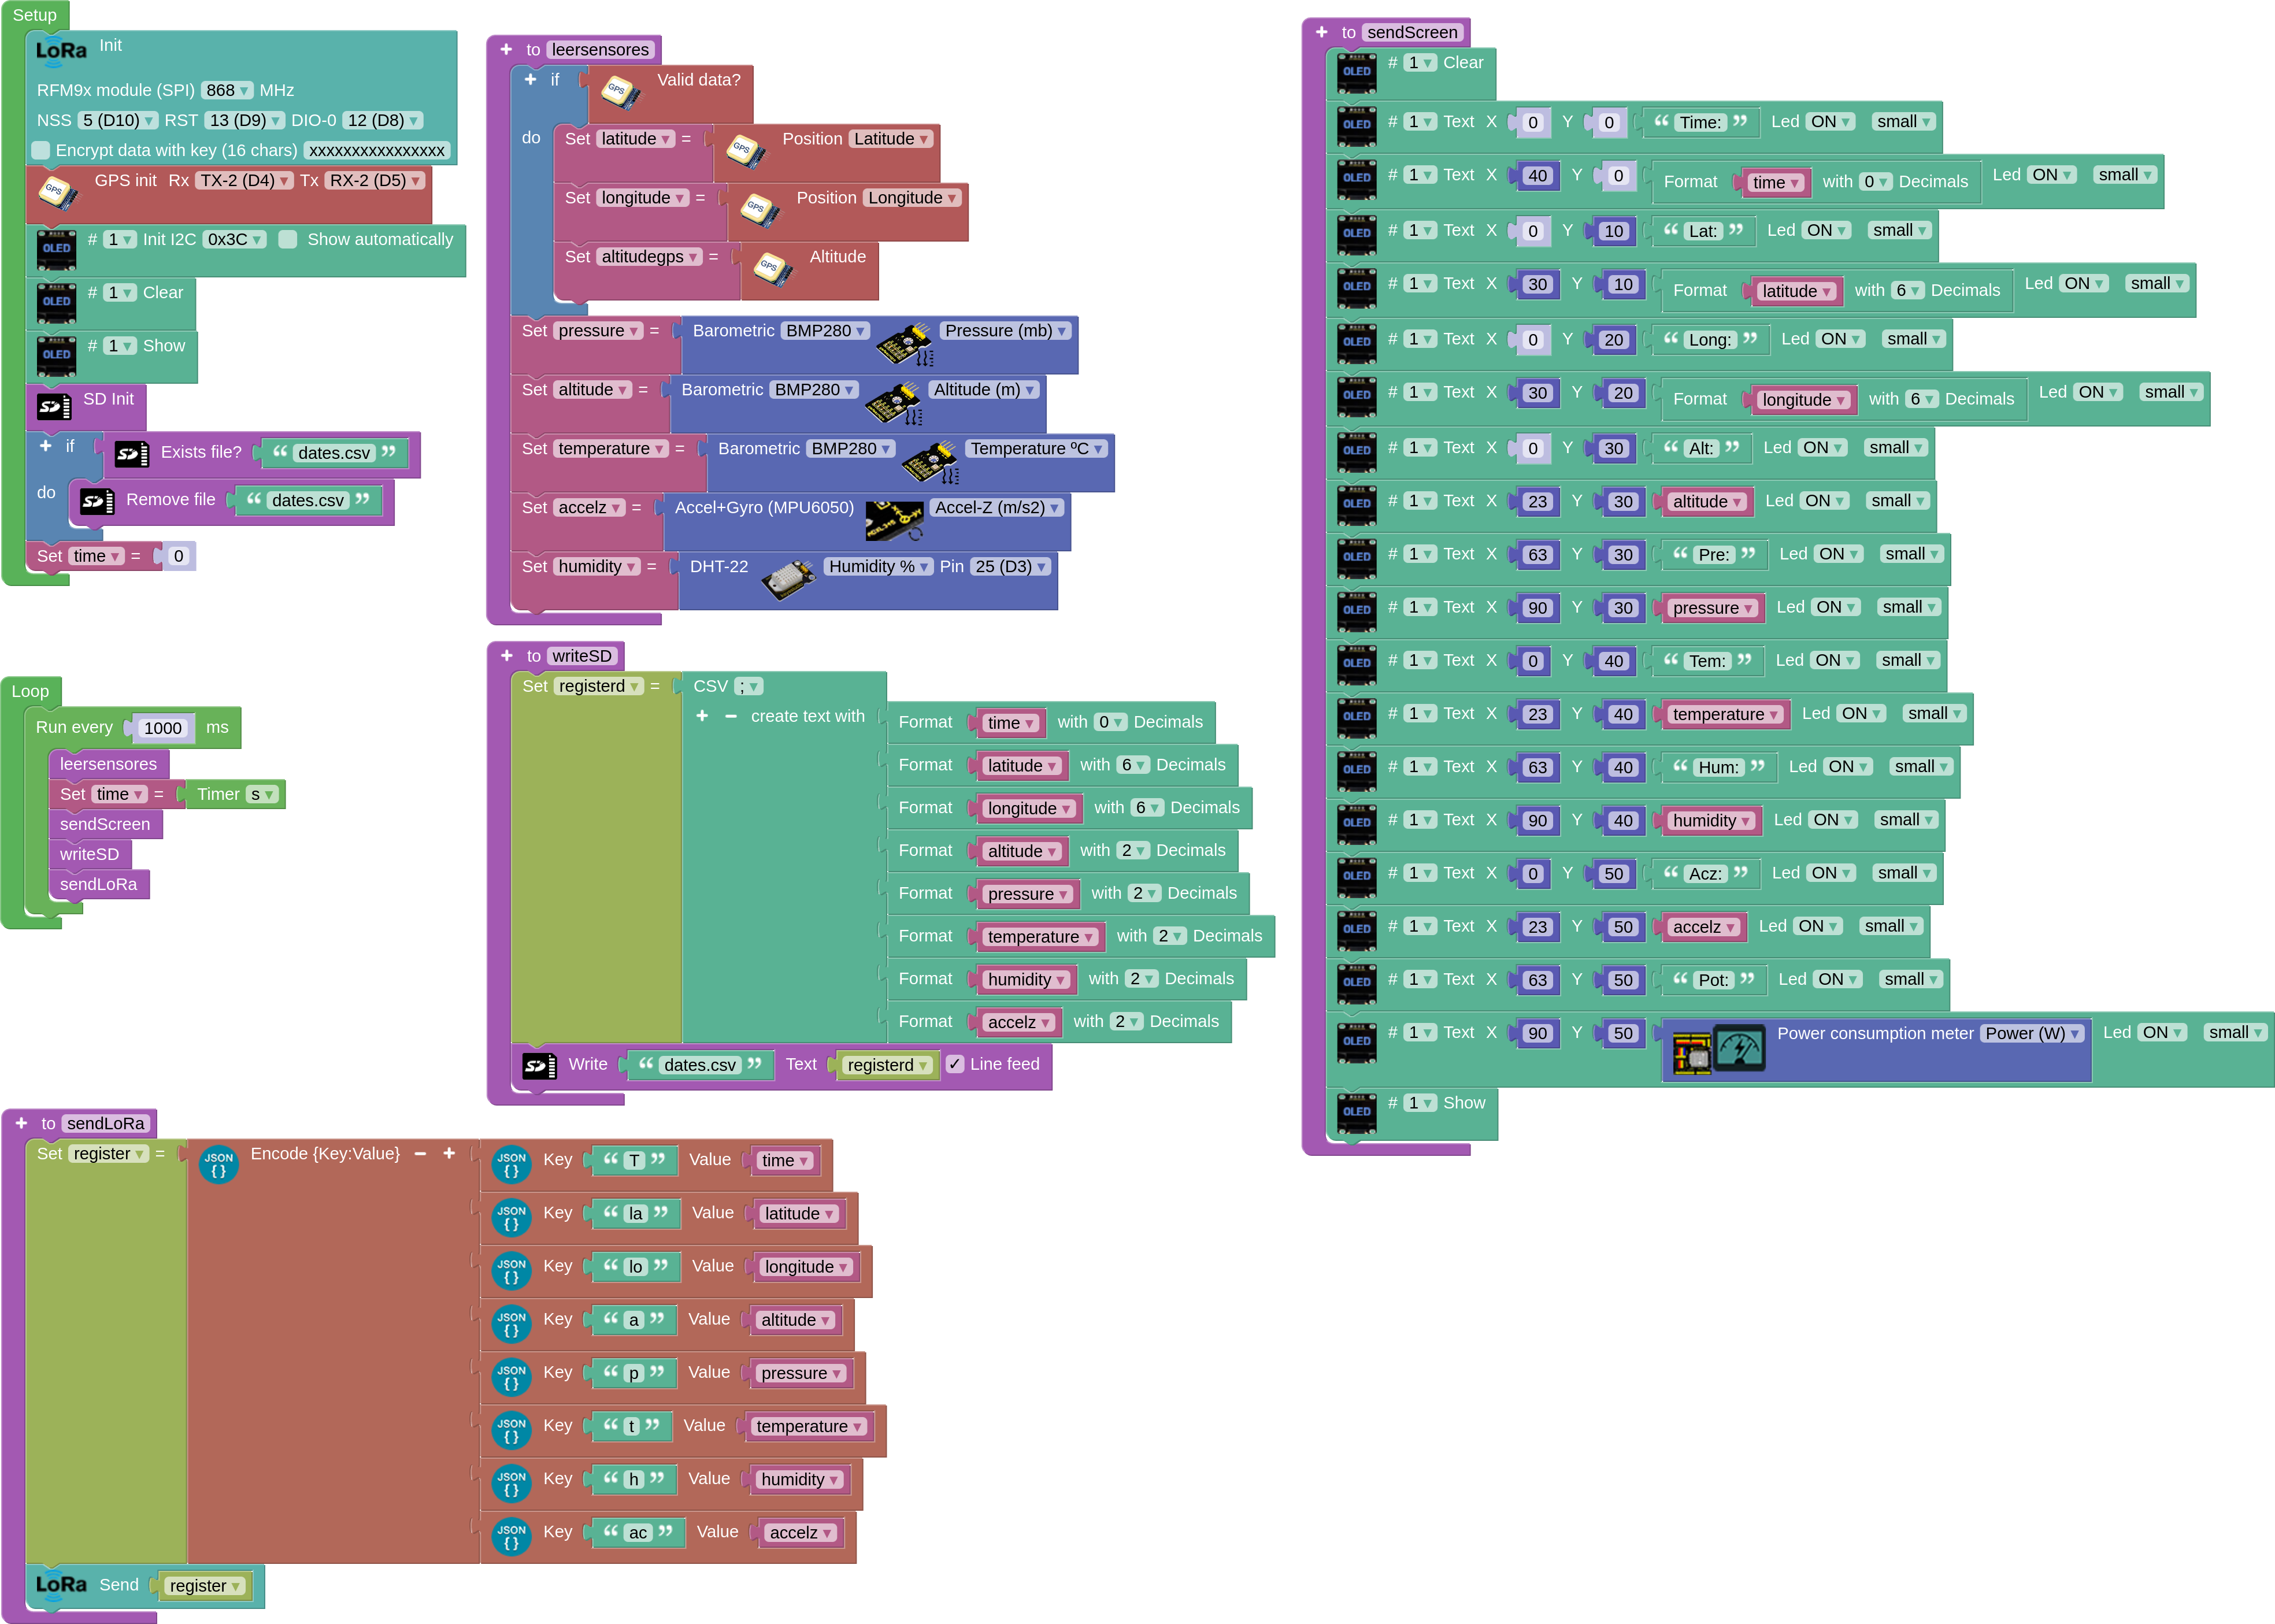 Setup
LoRa Init
RFM9x module (SPI) 868 ▾ MHz
NSS 5 (D10) ▾ RST 13 (D9) ▾ DIO-0 12 (D8) ▾
Encrypt data with key (16 chars) xxxxxxxxxxxxxxxx
GPS GPS init Rx TX-2 (D4) ▾ Tx RX-2 (D5) ▾
OLED # 1 ▾ Init I2C 0x3C ▾ Show automatically
OLED # 1 ▾ Clear
OLED # 1 ▾ Show
SD SD Init
+ if SD Exists file? “ dates.csv ”
do SD Remove file “ dates.csv ”
Set time ▾ = 0
Loop
Run every 1000 ms
leersensores
Set time ▾ = Timer s ▾
sendScreen
writeSD
sendLoRa
+ to leersensores
+ if GPS Valid data?
do Set latitude ▾ = GPS Position Latitude ▾
Set longitude ▾ = GPS Position Longitude ▾
Set altitudegps ▾ = GPS Altitude
Set pressure ▾ = Barometric BMP280 ▾ Pressure (mb) ▾
Set altitude ▾ = Barometric BMP280 ▾ Altitude (m) ▾
Set temperature ▾ = Barometric BMP280 ▾ Temperature ºC ▾
Set accelz ▾ = Accel+Gyro (MPU6050) Accel-Z (m/s2) ▾
Set humidity ▾ = DHT-22 Humidity % ▾ Pin 25 (D3) ▾
+ to writeSD
Set registerd ▾ = CSV ; ▾
+ − create text with Format time ▾ with 0 ▾ Decimals
Format latitude ▾ with 6 ▾ Decimals
Format longitude ▾ with 6 ▾ Decimals
Format altitude ▾ with 2 ▾ Decimals
Format pressure ▾ with 2 ▾ Decimals
Format temperature ▾ with 2 ▾ Decimals
Format humidity ▾ with 2 ▾ Decimals
Format accelz ▾ with 2 ▾ Decimals
SD Write “ dates.csv ” Text registerd ▾ ✓ Line feed
+ to sendLoRa
Set register ▾ = JSON { } Encode {Key:Value} − + JSON { } Key “ T ” Value time ▾
JSON { } Key “ la ” Value latitude ▾
JSON { } Key “ lo ” Value longitude ▾
JSON { } Key “ a ” Value altitude ▾
JSON { } Key “ p ” Value pressure ▾
JSON { } Key “ t ” Value temperature ▾
JSON { } Key “ h ” Value humidity ▾
JSON { } Key “ ac ” Value accelz ▾
LoRa Send register ▾
+ to sendScreen
OLED # 1 ▾ Clear
OLED # 1 ▾ Text X 0 Y 0 “ Time: ” Led ON ▾ small ▾
OLED # 1 ▾ Text X 40 Y 0 Format time ▾ with 0 ▾ Decimals Led ON ▾ small ▾
OLED # 1 ▾ Text X 0 Y 10 “ Lat: ” Led ON ▾ small ▾
OLED # 1 ▾ Text X 30 Y 10 Format latitude ▾ with 6 ▾ Decimals Led ON ▾ small ▾
OLED # 1 ▾ Text X 0 Y 20 “ Long: ” Led ON ▾ small ▾
OLED # 1 ▾ Text X 30 Y 20 Format longitude ▾ with 6 ▾ Decimals Led ON ▾ small ▾
OLED # 1 ▾ Text X 0 Y 30 “ Alt: ” Led ON ▾ small ▾
OLED # 1 ▾ Text X 23 Y 30 altitude ▾ Led ON ▾ small ▾
OLED # 1 ▾ Text X 63 Y 30 “ Pre: ” Led ON ▾ small ▾
OLED # 1 ▾ Text X 90 Y 30 pressure ▾ Led ON ▾ small ▾
OLED # 1 ▾ Text X 0 Y 40 “ Tem: ” Led ON ▾ small ▾
OLED # 1 ▾ Text X 23 Y 40 temperature ▾ Led ON ▾ small ▾
OLED # 1 ▾ Text X 63 Y 40 “ Hum: ” Led ON ▾ small ▾
OLED # 1 ▾ Text X 90 Y 40 humidity ▾ Led ON ▾ small ▾
OLED # 1 ▾ Text X 0 Y 50 “ Acz: ” Led ON ▾ small ▾
OLED # 1 ▾ Text X 23 Y 50 accelz ▾ Led ON ▾ small ▾
OLED # 1 ▾ Text X 63 Y 50 “ Pot: ” Led ON ▾ small ▾
OLED # 1 ▾ Text X 90 Y 50 Power consumption meter Power (W) ▾ Led ON ▾ small ▾
OLED # 1 ▾ Show